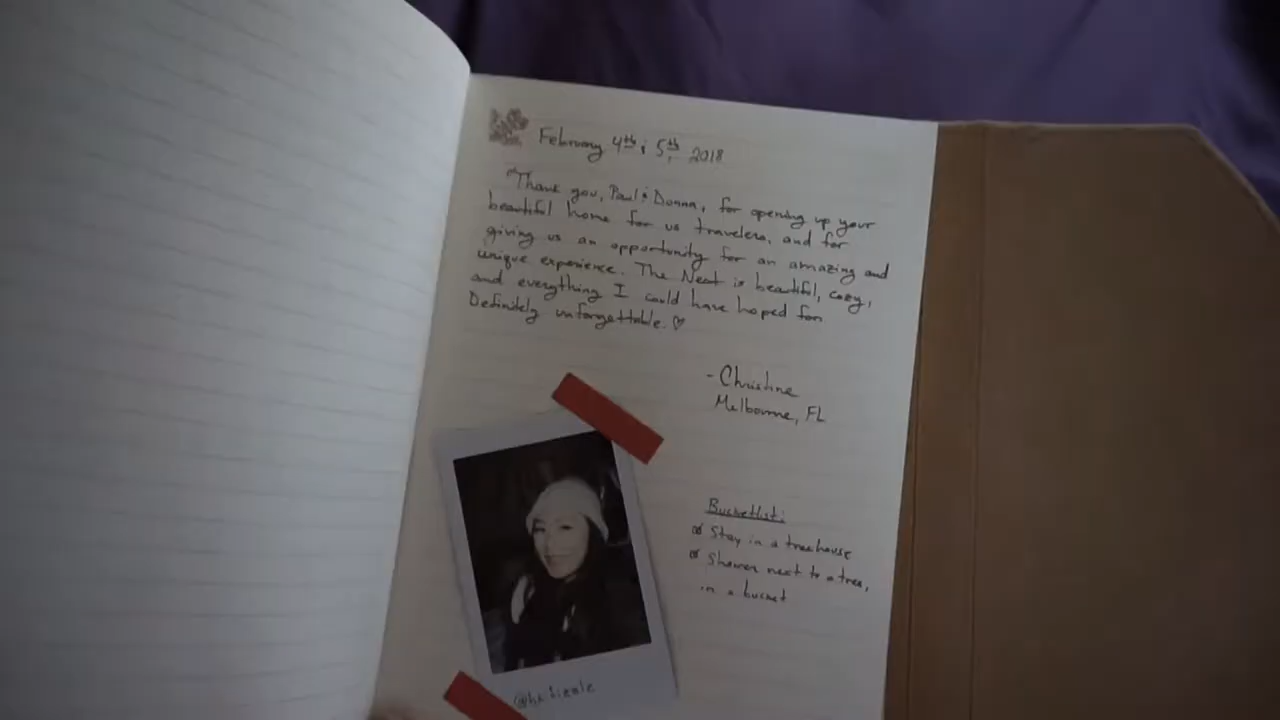 February 4th & 5th, 2018
"Thank you, Paul & Donna, for opening up your
beautiful home for us travelers, and for
giving us an opportunity for an amazing and
unique experience. The Nest is beautiful, cozy,
and everything I could have hoped for.
Definitely unforgettable. ♡
- Christine
Melbourne, FL
Bucketlist:
Stay in a treehouse
Shower next to a tree,
in a bucket